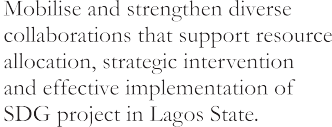 Mobilise and strengthen diverse
collaborations that support resource
allocation, strategic intervention
and effective implementation of
SDG project in Lagos State.